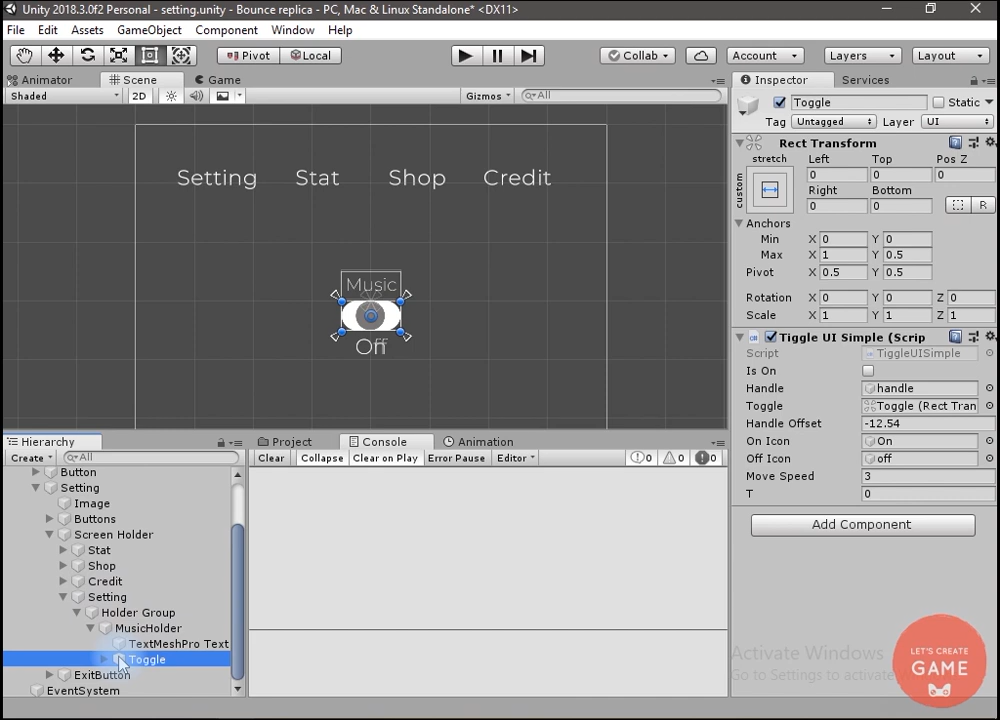 Unity 2018.3.0f2 Personal - setting.unity - Bounce replica - PC, Mac & Linux Standalone* <DX11>
File Edit Assets GameObject Component Window Help
Pivot Local Collab Account Layers Layout
Animator Scene Game
Inspector Services
Shaded 2D Gizmos All
Toggle Static
Tag Untagged Layer UI
Rect Transform
stretch Left Top Pos Z
custom
0 0 0
Right Bottom
0 0 R
Anchors
Min X 0 Y 0
Max X 1 Y 0.5
Pivot X 0.5 Y 0.5
Rotation X 0 Y 0 Z 0
Scale X 1 Y 1 Z 1
Tiggle UI Simple (Scrip
Script TiggleUISimple
Is On
Handle handle
Toggle Toggle (Rect Tran
Handle Offset -12.54
On Icon On
Off Icon off
Move Speed 3
T 0
Add Component
Setting Stat Shop Credit
Music
Off
Hierarchy
Create All
Button
Setting
Image
Buttons
Screen Holder
Stat
Shop
Credit
Setting
Holder Group
MusicHolder
TextMeshPro Text
Toggle
ExitButton
EventSystem
Project Console Animation
Clear Collapse Clear on Play Error Pause Editor 0 0 0
Activate Windows
Go to Settings to activate
LET'S CREATE
GAME